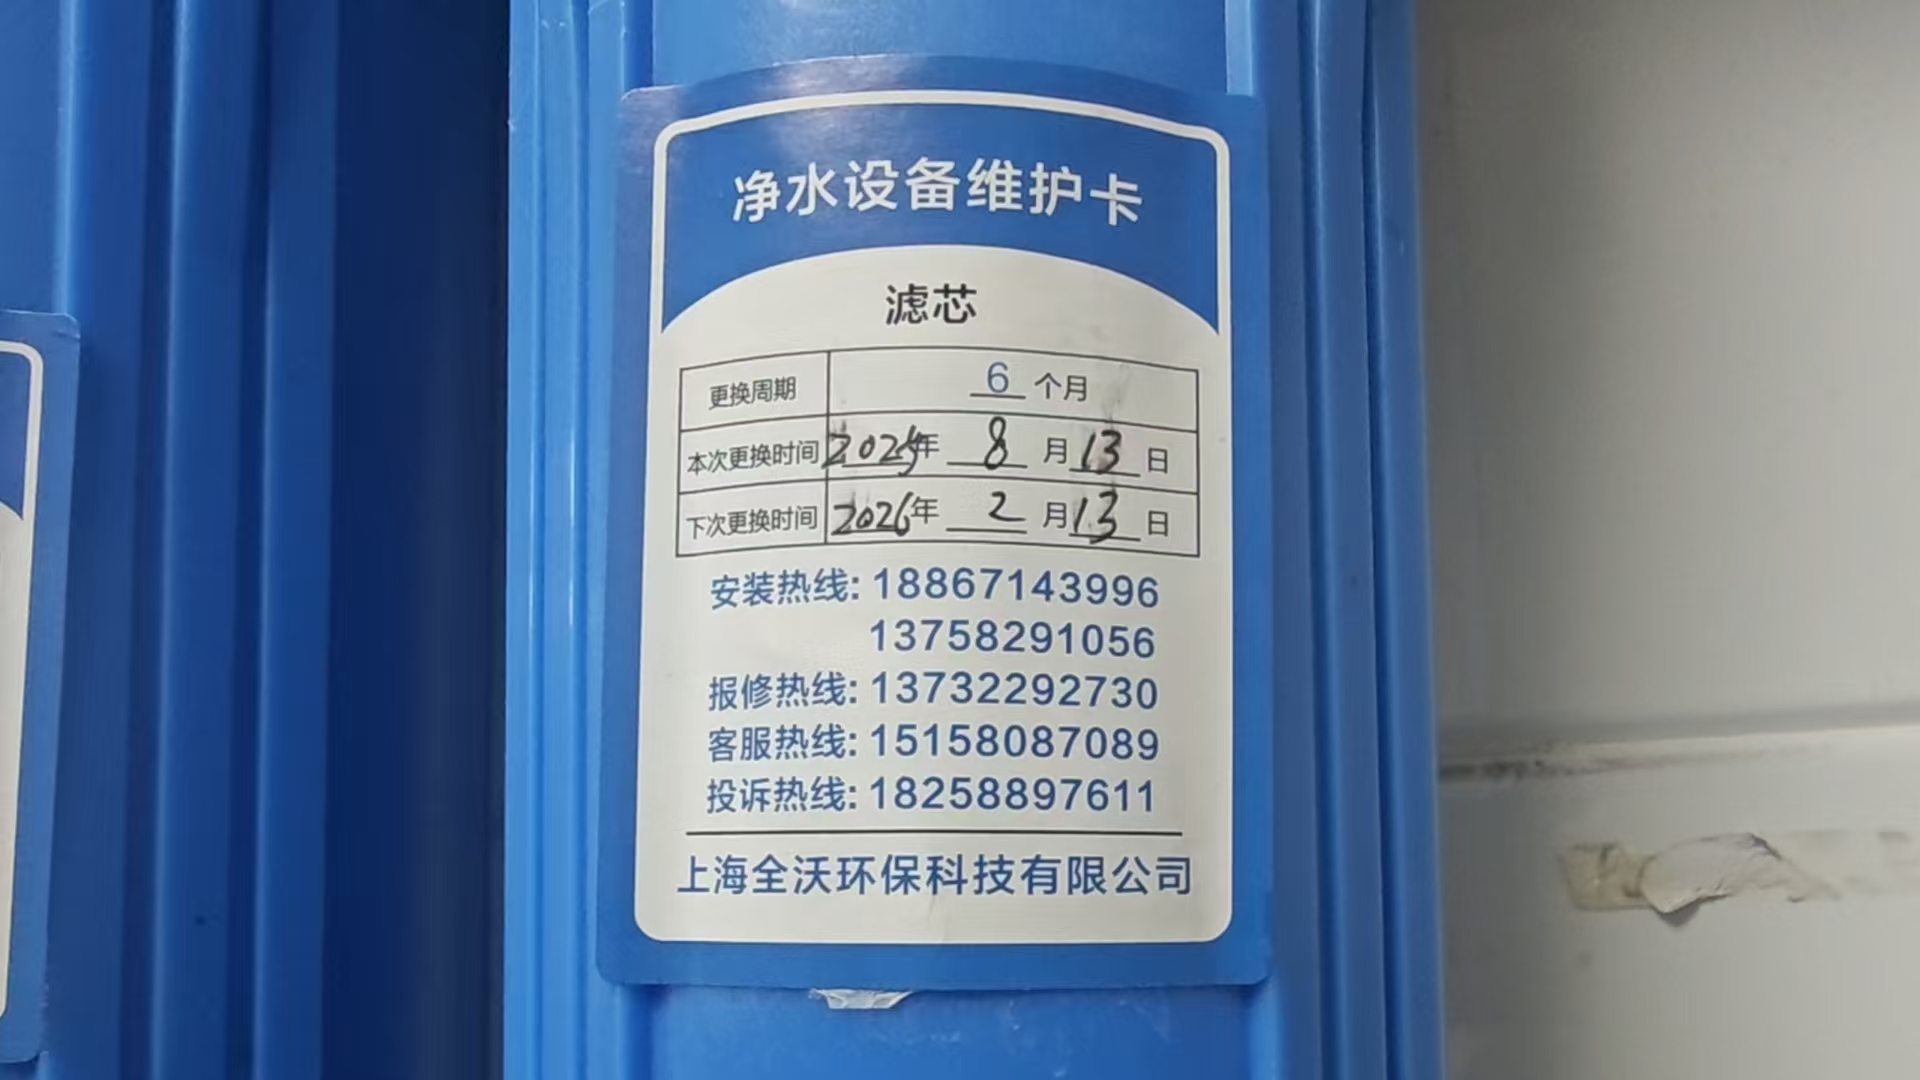 净水设备维护卡
滤芯
更换周期 6 个月
本次更换时间 2025年 8 月 13 日
下次更换时间 2026年 2 月 13 日
安装热线: 18867143996
13758291056
报修热线: 13732292730
客服热线: 15158087089
投诉热线: 18258897611
上海全沃环保科技有限公司